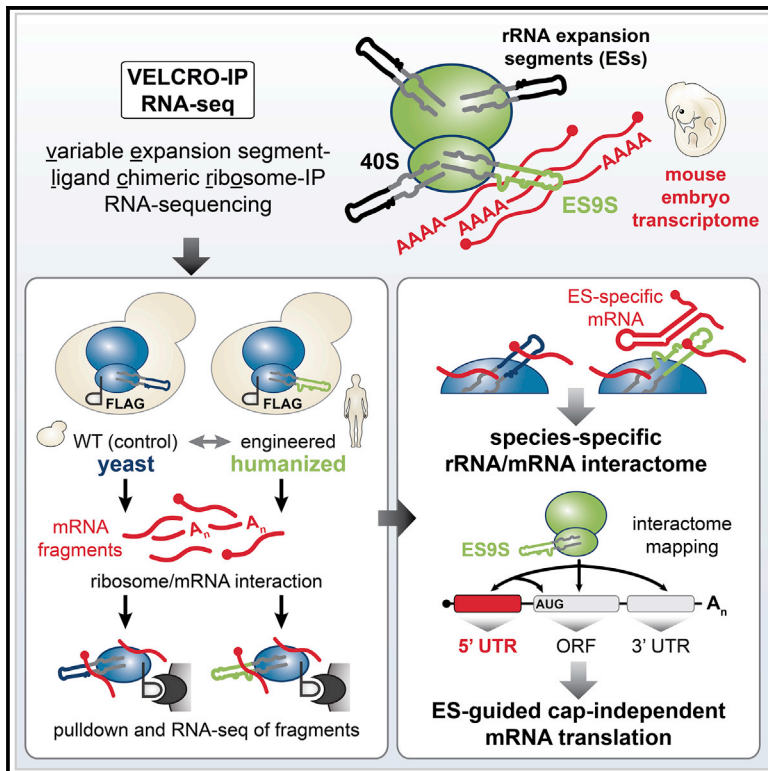 VELCRO-IP
RNA-seq
variable expansion segment-
ligand chimeric ribosome-IP
RNA-sequencing
rRNA expansion
segments (ESs)
40S
AAAA
AAAA
AAAA
ES9S
mouse
embryo
transcriptome
FLAG
FLAG
WT (control)
engineered
yeast
humanized
mRNA
fragments
An
An
ribosome/mRNA interaction
pulldown and RNA-seq of fragments
ES-specific
mRNA
species-specific
rRNA/mRNA interactome
ES9S
interactome
mapping
AUG
An
5' UTR
ORF
3' UTR
ES-guided cap-independent
mRNA translation